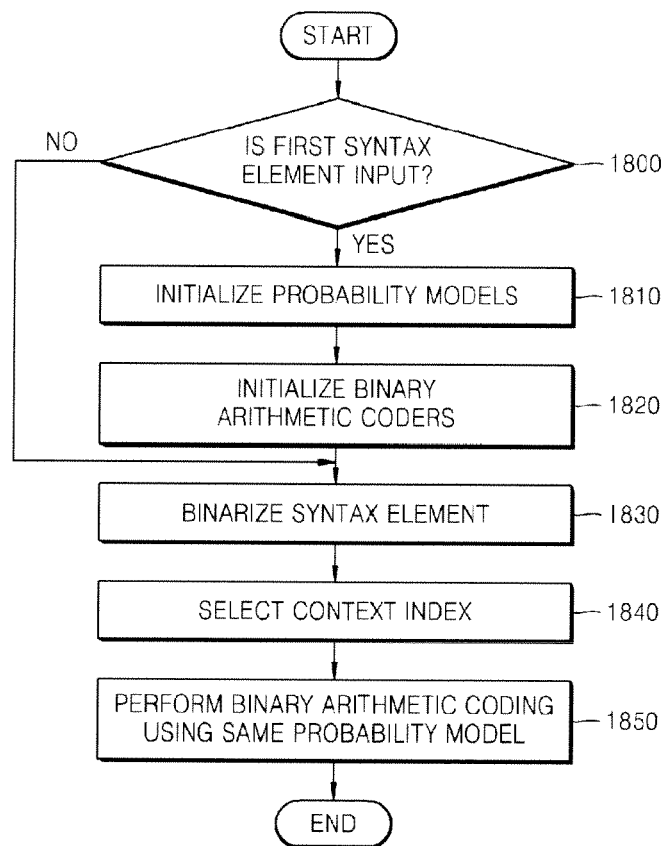 START
NO
IS FIRST SYNTAX
ELEMENT INPUT?
1800
YES
INITIALIZE PROBABILITY MODELS
1810
INITIALIZE BINARY
ARITHMETIC CODERS
1820
BINARIZE SYNTAX ELEMENT
1830
SELECT CONTEXT INDEX
1840
PERFORM BINARY ARITHMETIC CODING
USING SAME PROBABILITY MODEL
1850
END